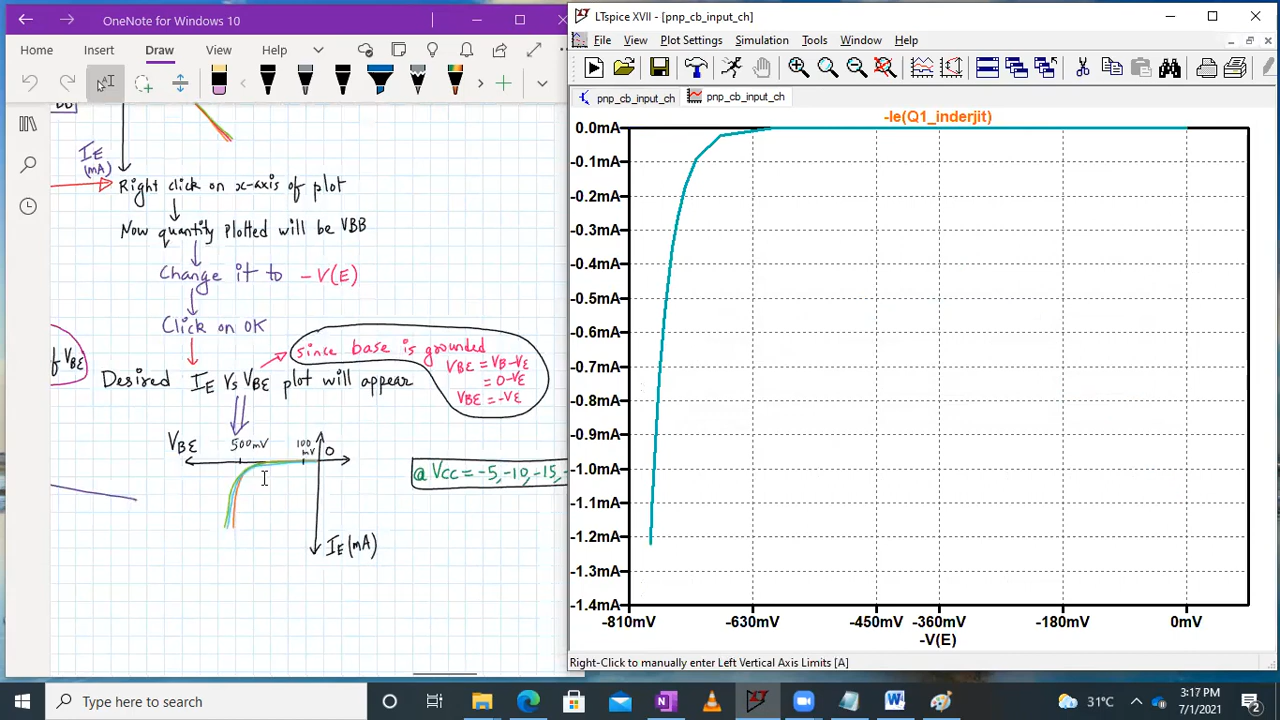 OneNote for Windows 10
Home Insert Draw View Help
IE
(mA)
Right click on x-axis of plot
Now quantity plotted will be VBB
Change it to -V(E)
Click on OK
since base is grounded
VBE = VB-VE
= 0-VE
VBE = -VE
of VBE
Desired IE Vs VBE plot will appear
VBE 500mV 100 mV 0
@ VCC = -5, -10, -15, -
IE(mA)
LTspice XVII - [pnp_cb_input_ch]
File View Plot Settings Simulation Tools Window Help
pnp_cb_input_ch pnp_cb_input_ch
-Ie(Q1_inderjit)
0.0mA
-0.1mA
-0.2mA
-0.3mA
-0.4mA
-0.5mA
-0.6mA
-0.7mA
-0.8mA
-0.9mA
-1.0mA
-1.1mA
-1.2mA
-1.3mA
-1.4mA
-810mV -630mV -450mV -360mV -180mV 0mV
-V(E)
Right-Click to manually enter Left Vertical Axis Limits [A]
Type here to search
31°C
3:17 PM
7/1/2021
2